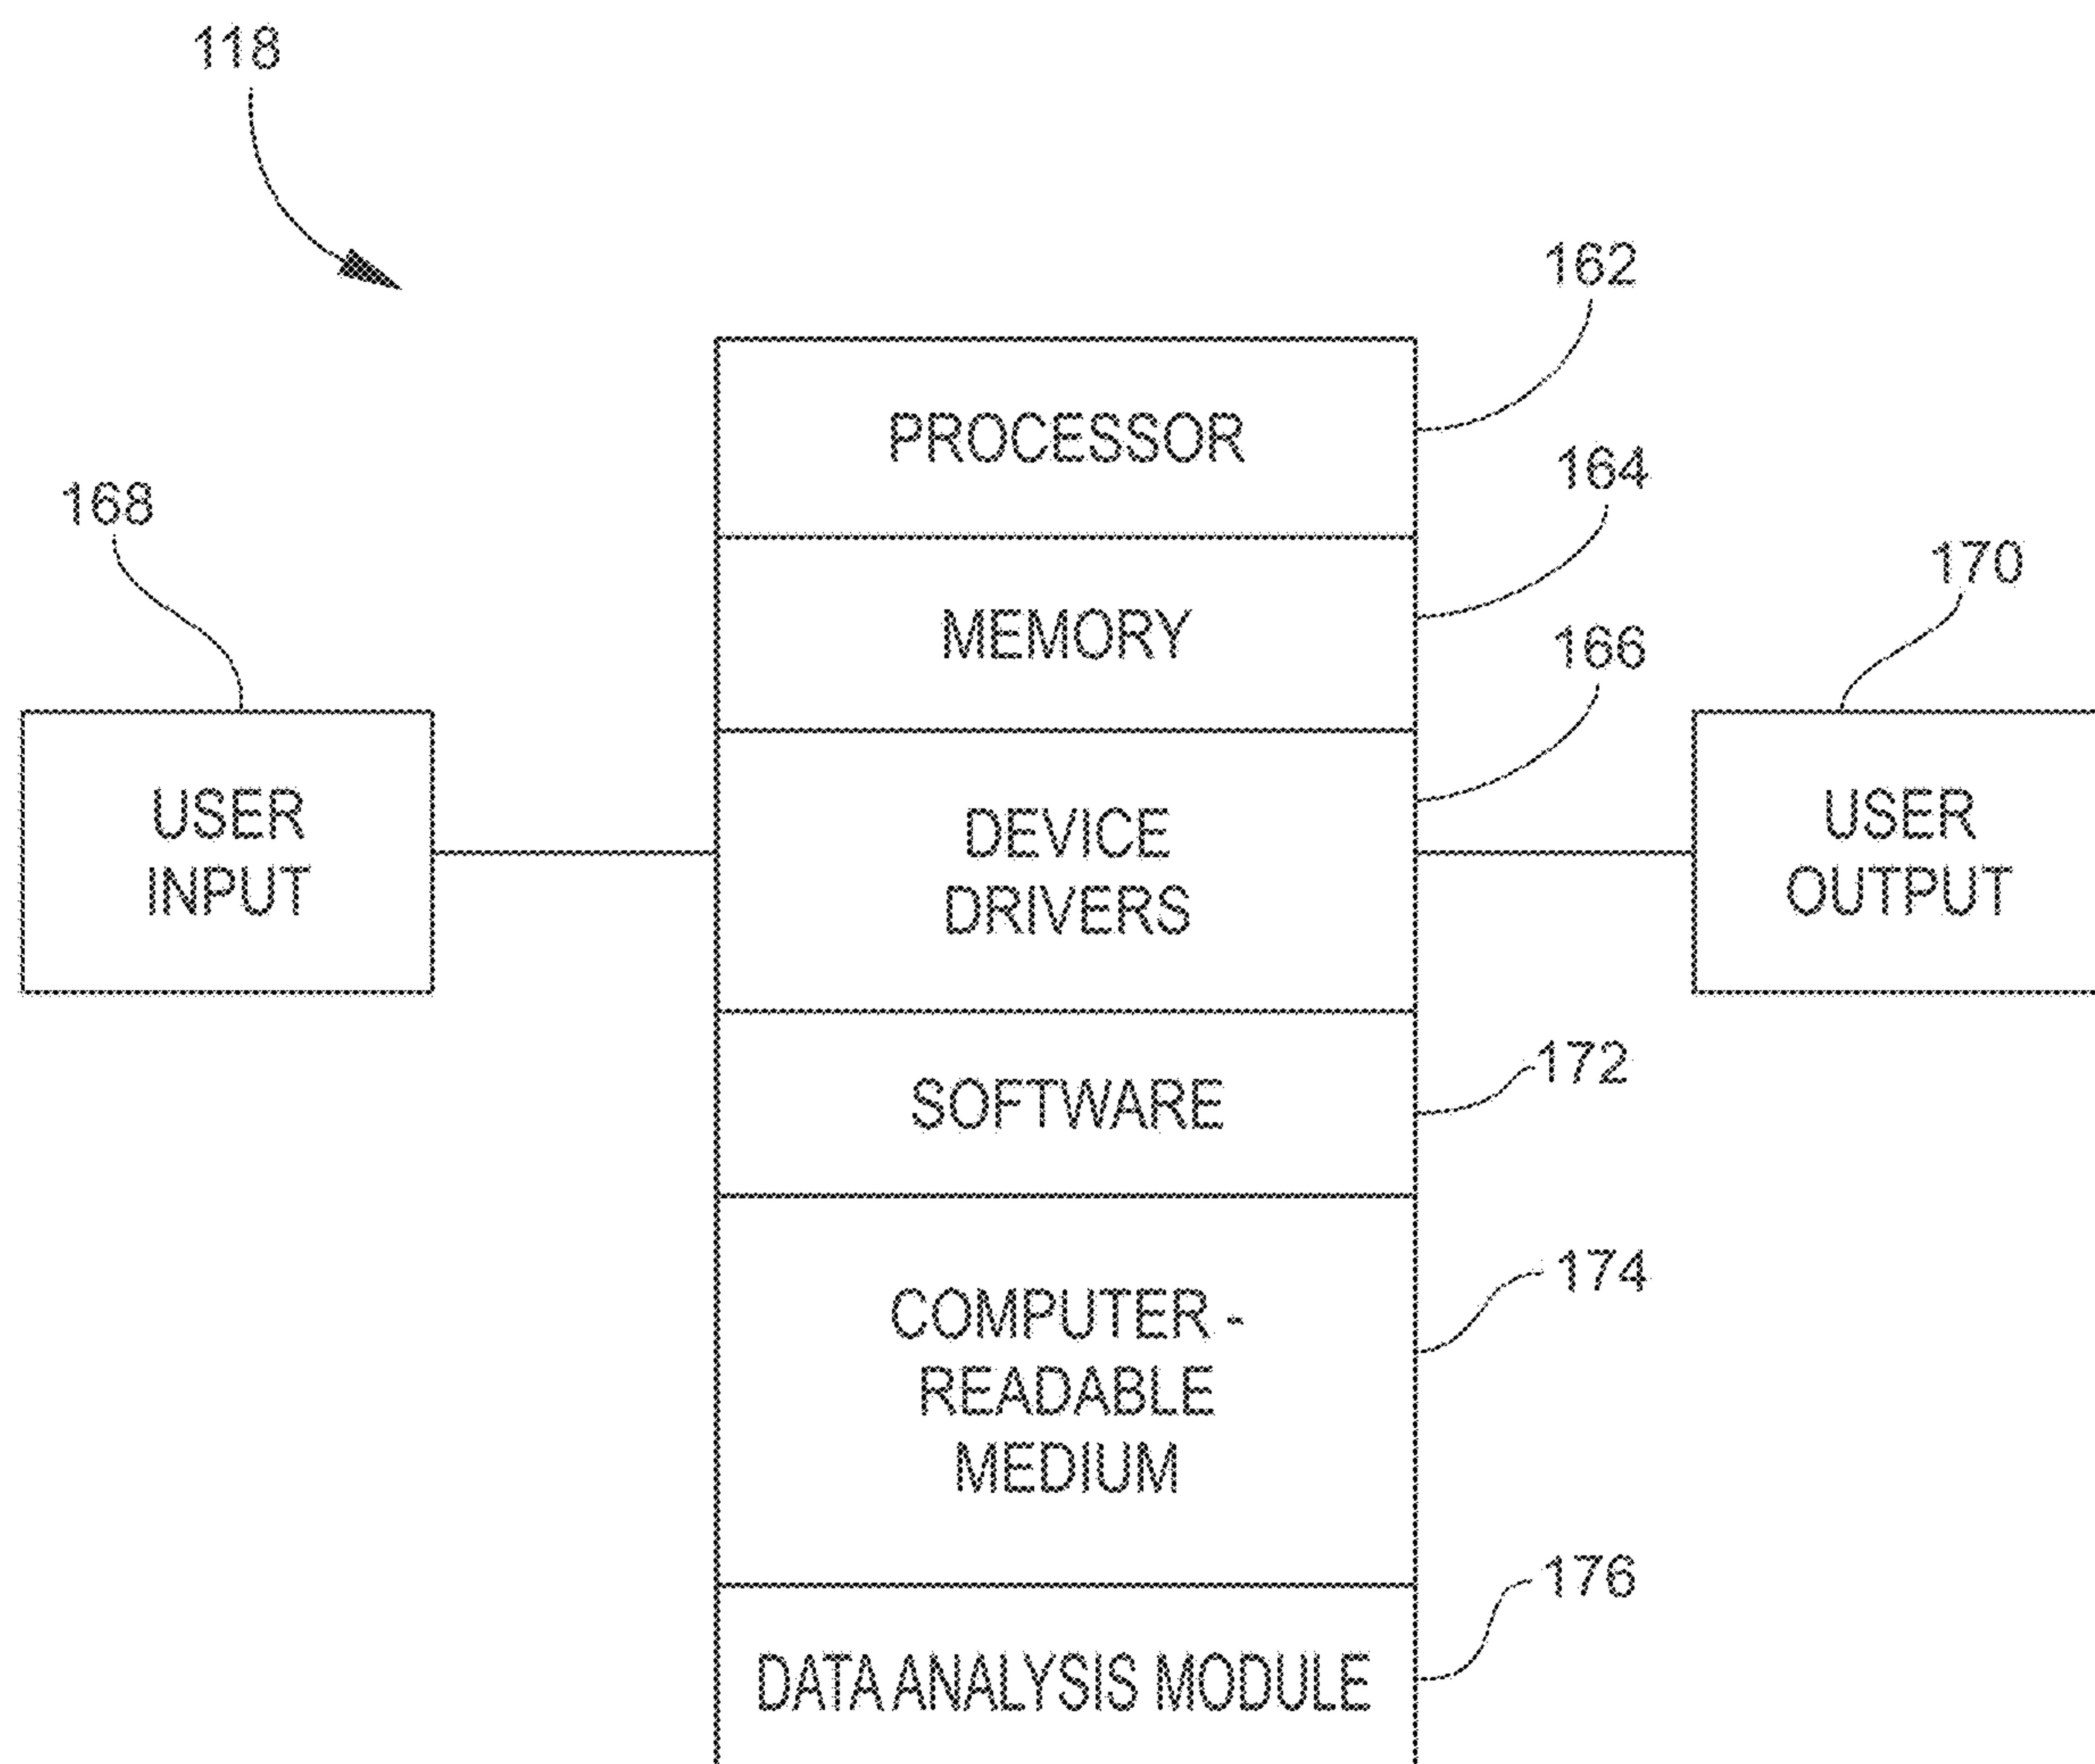 118
162
PROCESSOR
164
MEMORY
168
170
166
USER
INPUT
DEVICE
DRIVERS
USER
OUTPUT
172
SOFTWARE
174
COMPUTER -
READABLE
MEDIUM
176
DATA ANALYSIS MODULE